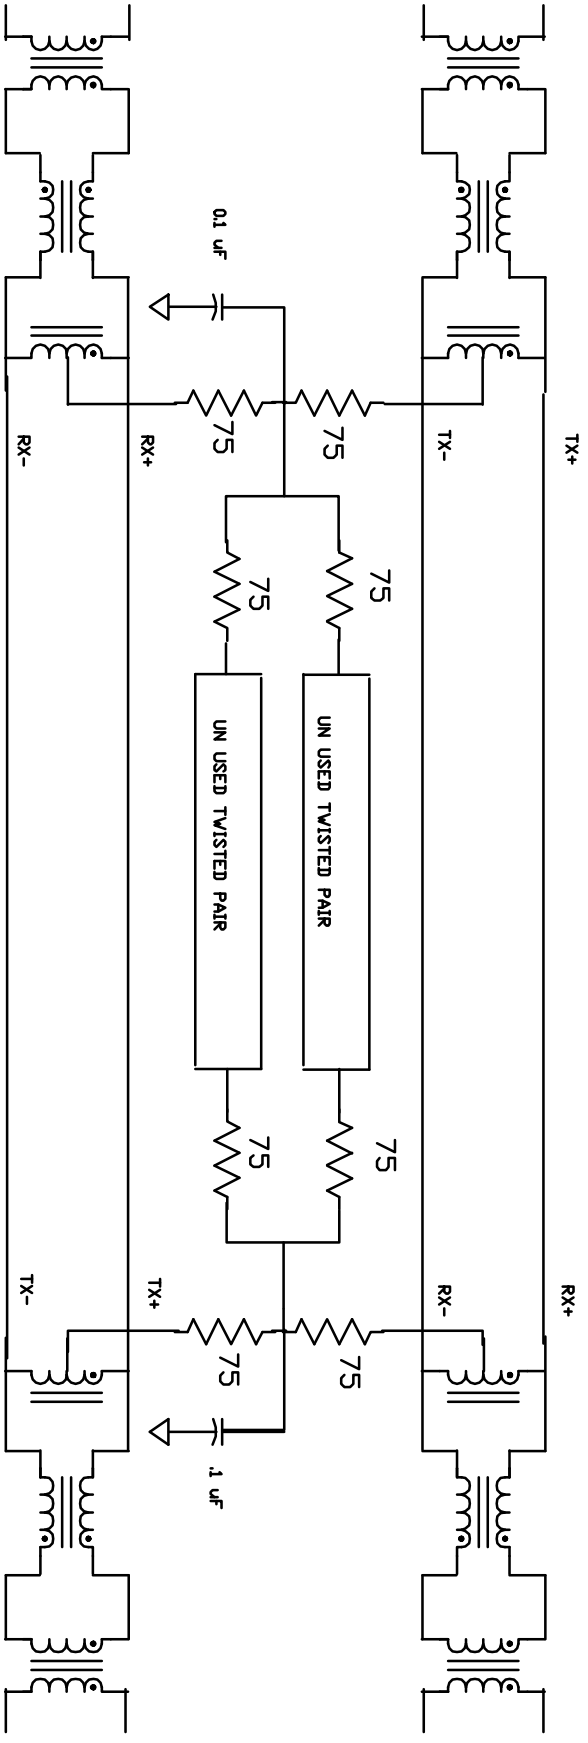 TX+
TX-
RX+
RX-
0.1 uF
75
75
75
75
UN USED TWISTED PAIR
UN USED TWISTED PAIR
75
75
RX+
RX-
TX+
TX-
75
75
.1 uF